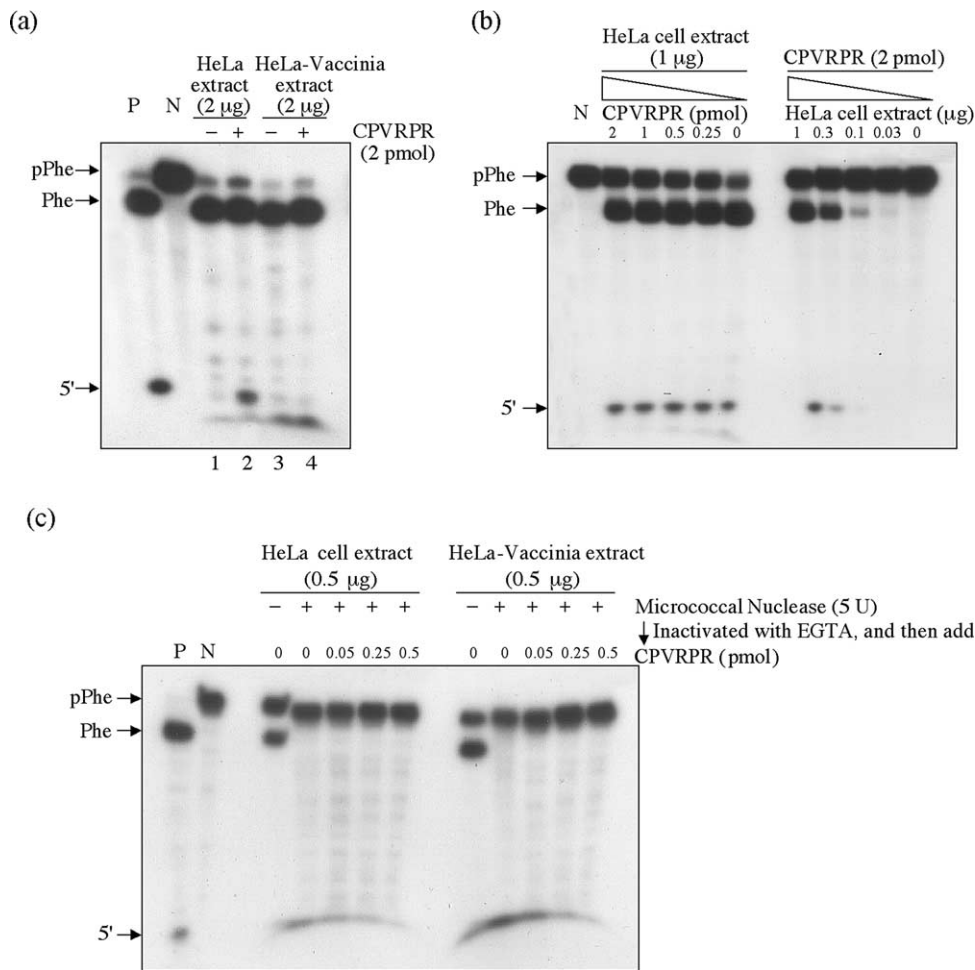 (a)
HeLa HeLa-Vaccinia
extract extract
P N (2 μg) (2 μg)
− + − + CPVRPR
(2 pmol)
pPhe
Phe
5'
1 2 3 4
(b)
HeLa cell extract
(1 μg) CPVRPR (2 pmol)
N CPVRPR (pmol) HeLa cell extract (μg)
2 1 0.5 0.25 0 1 0.3 0.1 0.03 0
pPhe
Phe
5'
(c)
HeLa cell extract HeLa-Vaccinia extract
(0.5 μg) (0.5 μg)
− + + + + − + + + + Micrococcal Nuclease (5 U)
Inactivated with EGTA, and then add
P N 0 0 0.05 0.25 0.5 0 0 0.05 0.25 0.5 CPVRPR (pmol)
pPhe
Phe
5'